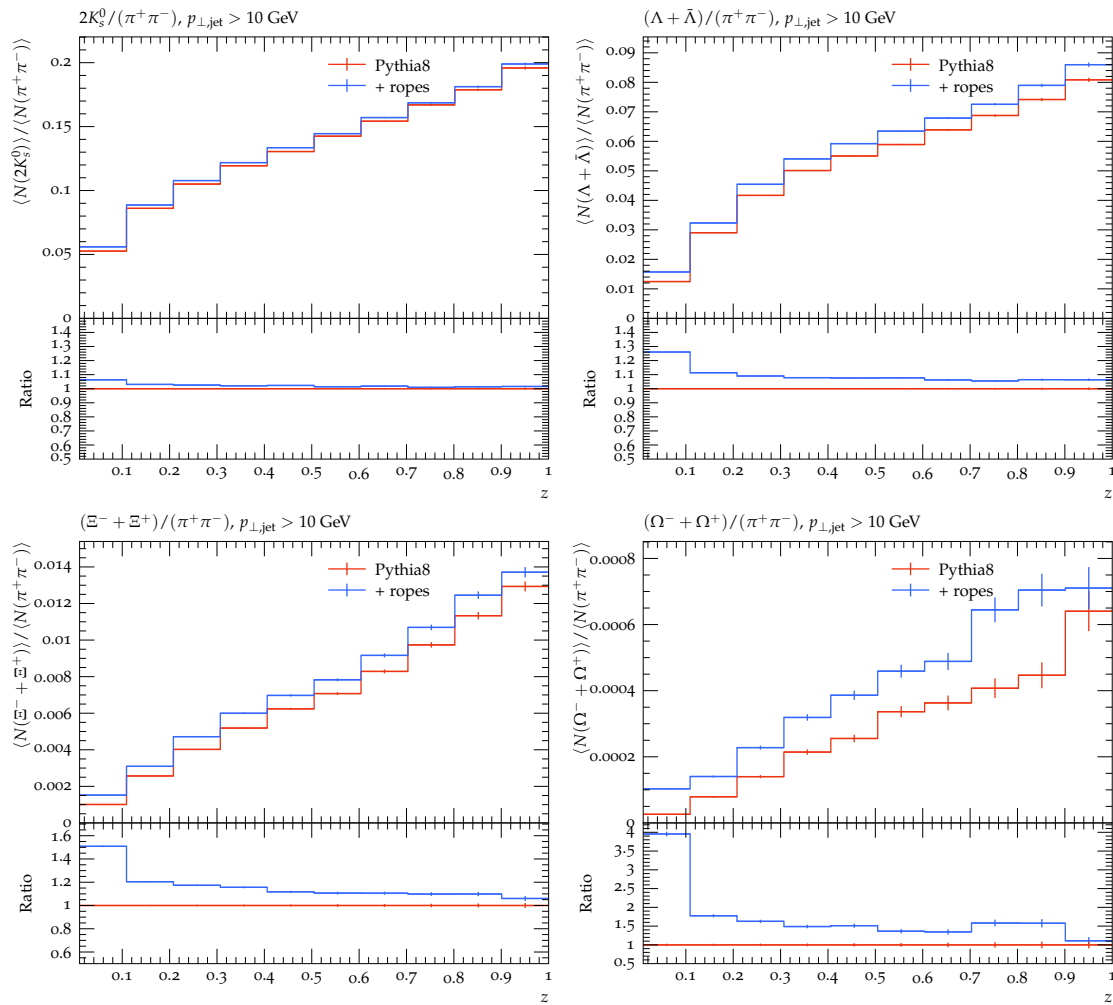 2K_s^0/(π⁺π⁻), p⊥,jet > 10 GeV
⟨N(2K_s^0)⟩/⟨N(π⁺π⁻)⟩
0.2
0.15
0.1
0.05
0
Pythia8
+ ropes
Ratio
1.4
1.3
1.2
1.1
1
0.9
0.8
0.7
0.6
0.5
0.1 0.2 0.3 0.4 0.5 0.6 0.7 0.8 0.9 1
z
(Λ + Λ̄)/(π⁺π⁻), p⊥,jet > 10 GeV
⟨N(Λ + Λ̄)⟩/⟨N(π⁺π⁻)⟩
0.09
0.08
0.07
0.06
0.05
0.04
0.03
0.02
0.01
0
Pythia8
+ ropes
Ratio
1.4
1.3
1.2
1.1
1
0.9
0.8
0.7
0.6
0.5
0.1 0.2 0.3 0.4 0.5 0.6 0.7 0.8 0.9 1
z
(Ξ⁻ + Ξ⁺)/(π⁺π⁻), p⊥,jet > 10 GeV
⟨N(Ξ⁻ + Ξ⁺)⟩/⟨N(π⁺π⁻)⟩
0.014
0.012
0.01
0.008
0.006
0.004
0.002
0
Pythia8
+ ropes
Ratio
1.6
1.4
1.2
1.0
0.8
0.6
0.1 0.2 0.3 0.4 0.5 0.6 0.7 0.8 0.9 1
z
(Ω⁻ + Ω⁺)/(π⁺π⁻), p⊥,jet > 10 GeV
⟨N(Ω⁻ + Ω⁺)⟩/⟨N(π⁺π⁻)⟩
0.0008
0.0006
0.0004
0.0002
0
Pythia8
+ ropes
Ratio
4
3.5
3
2.5
2
1.5
1
0.5
0.1 0.2 0.3 0.4 0.5 0.6 0.7 0.8 0.9 1
z